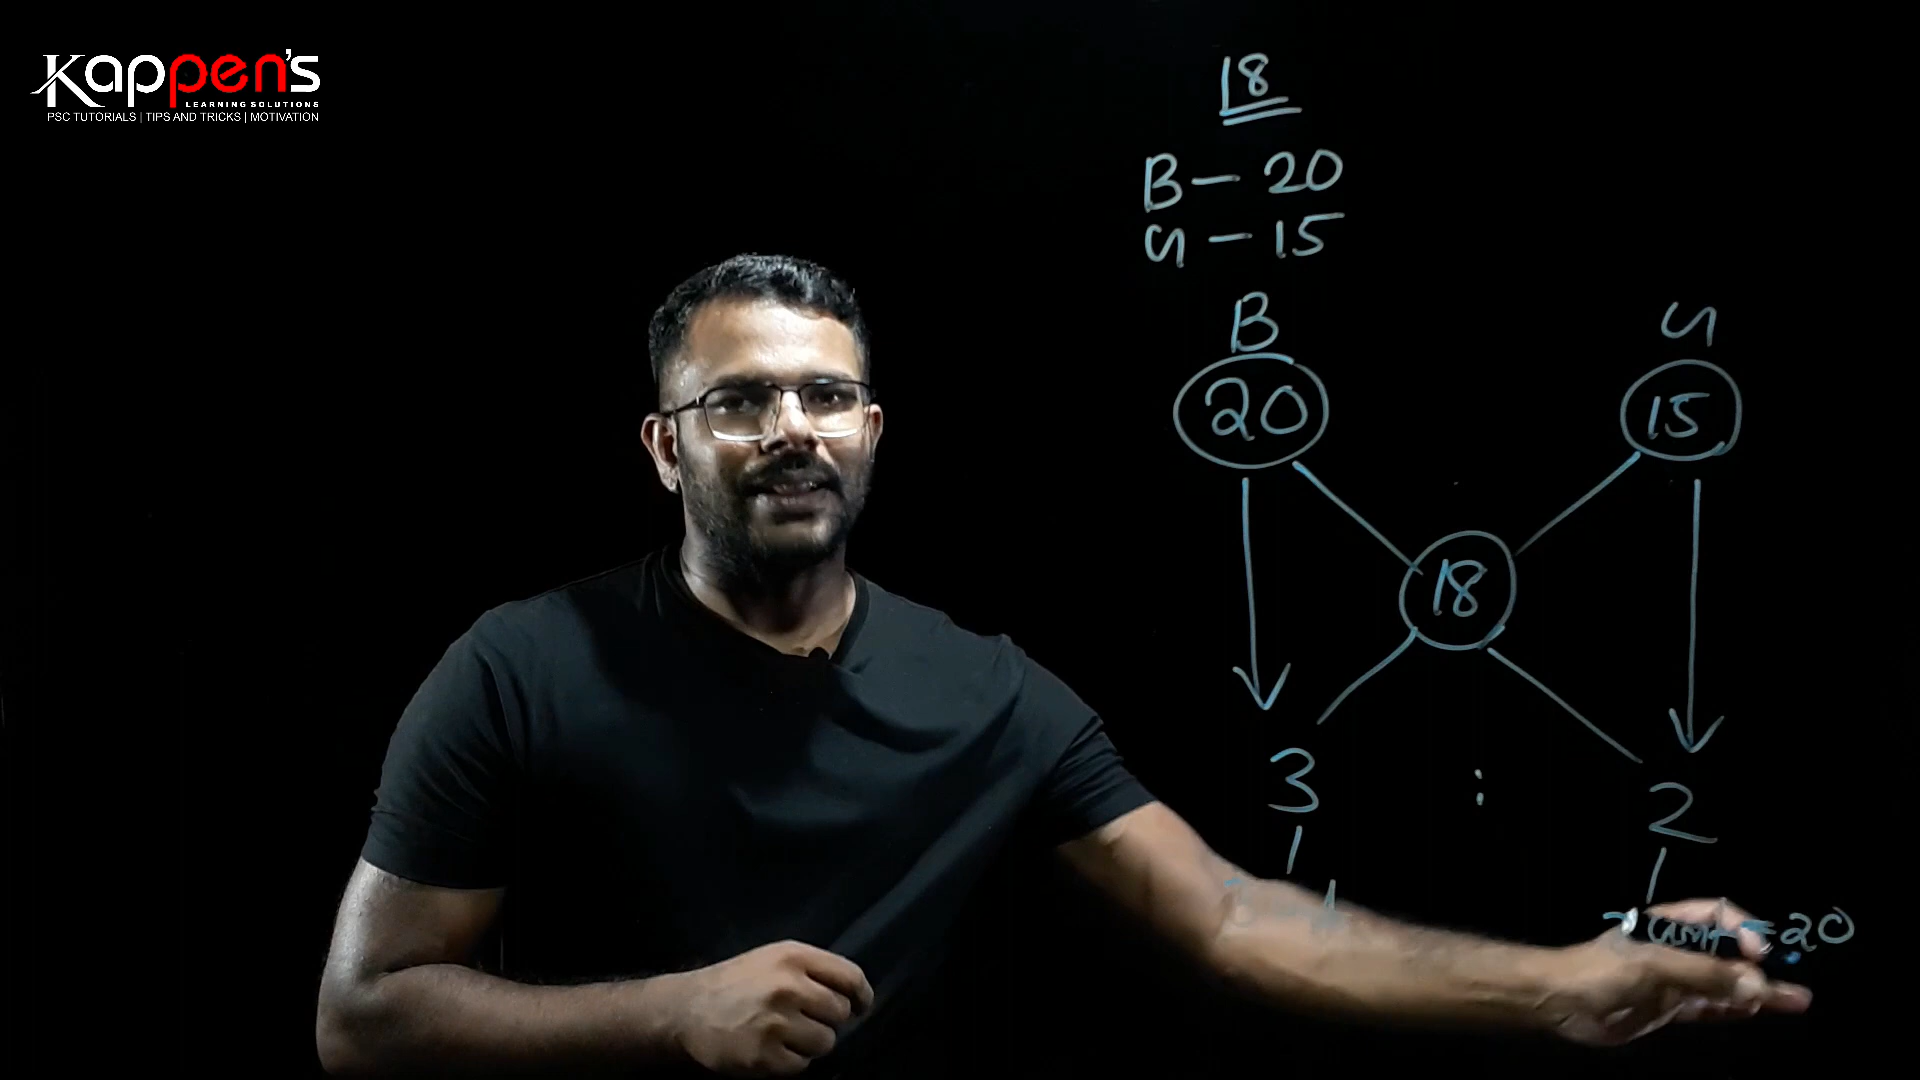 Kappen's
LEARNING SOLUTIONS
PSC TUTORIALS | TIPS AND TRICKS | MOTIVATION
18
B - 20
G - 15
B G
20 15
18
3 : 2
= 20